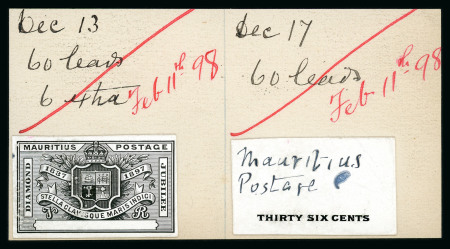 Dec 13
60 leads
6 extra
Feb 11th 98
MAURITIUS POSTAGE
DIAMOND
1837 1897
JUBILEE
STELLA CLAVISQUE MARIS INDICI
V R
Dec 17
60 leads
Feb 11th 98
Mauritius
Postage
THIRTY SIX CENTS